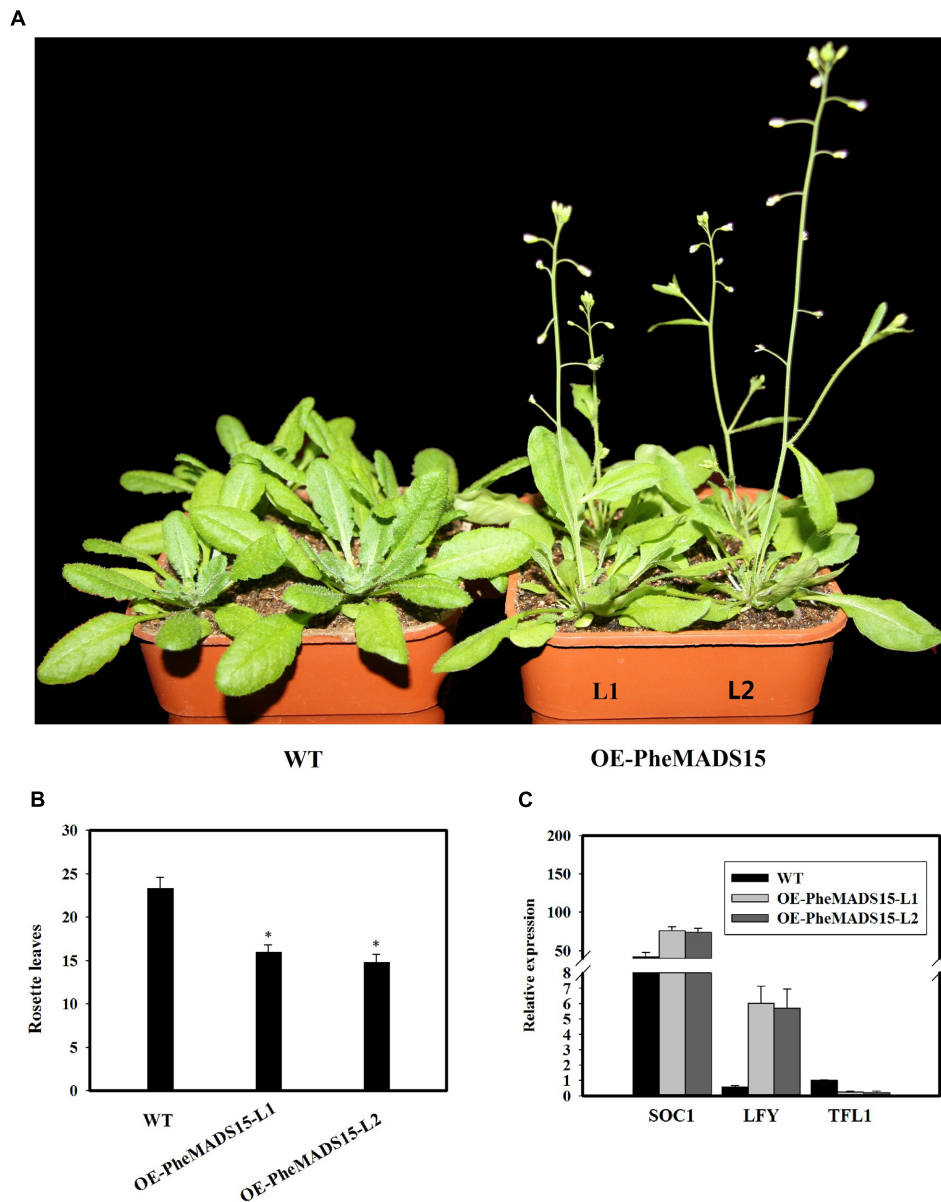 A
L1 L2
WT OE-PheMADS15
B
Rosette leaves
30
25
20
15
10
5
0
*
*
WT
OE-PheMADS15-L1
OE-PheMADS15-L2
C
Relative expression
200
150
100
50
8
7
6
5
4
3
2
1
0
WT
OE-PheMADS15-L1
OE-PheMADS15-L2
SOC1 LFY TFL1